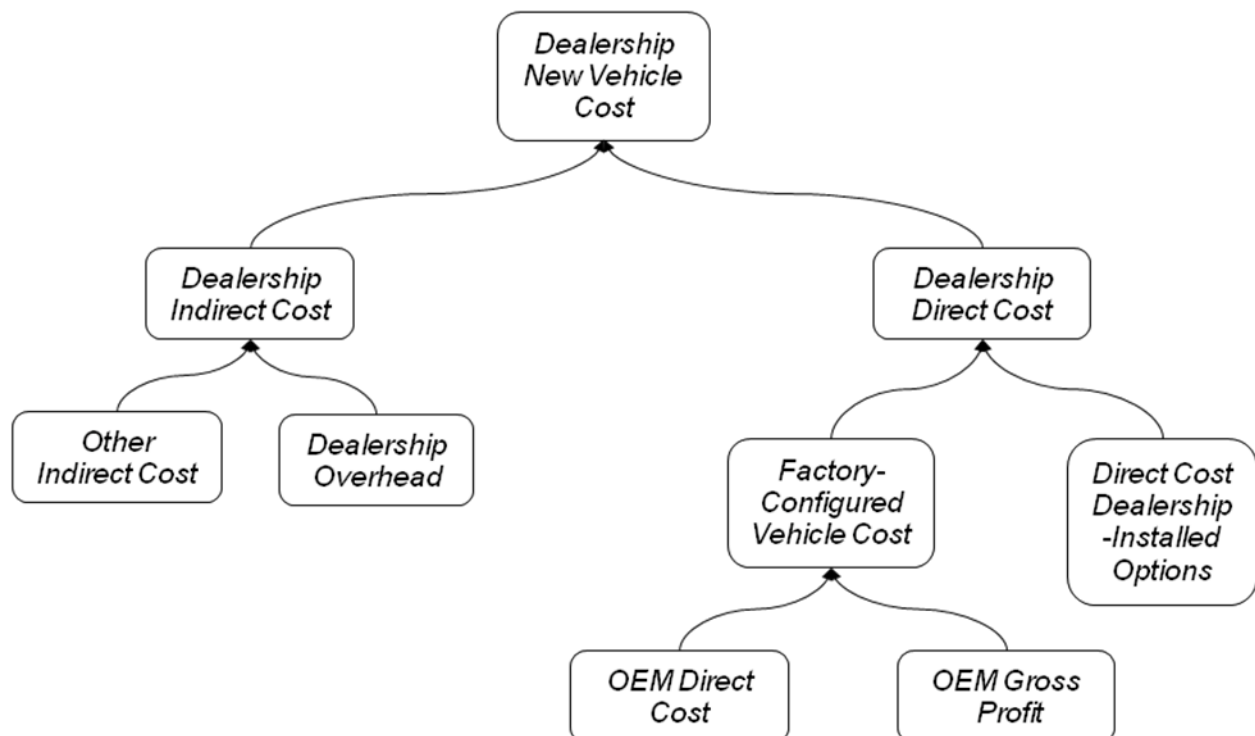 Dealership
New Vehicle
Cost
Dealership
Indirect Cost
Dealership
Direct Cost
Other
Indirect Cost
Dealership
Overhead
Factory-
Configured
Vehicle Cost
Direct Cost
Dealership
-Installed
Options
OEM Direct
Cost
OEM Gross
Profit